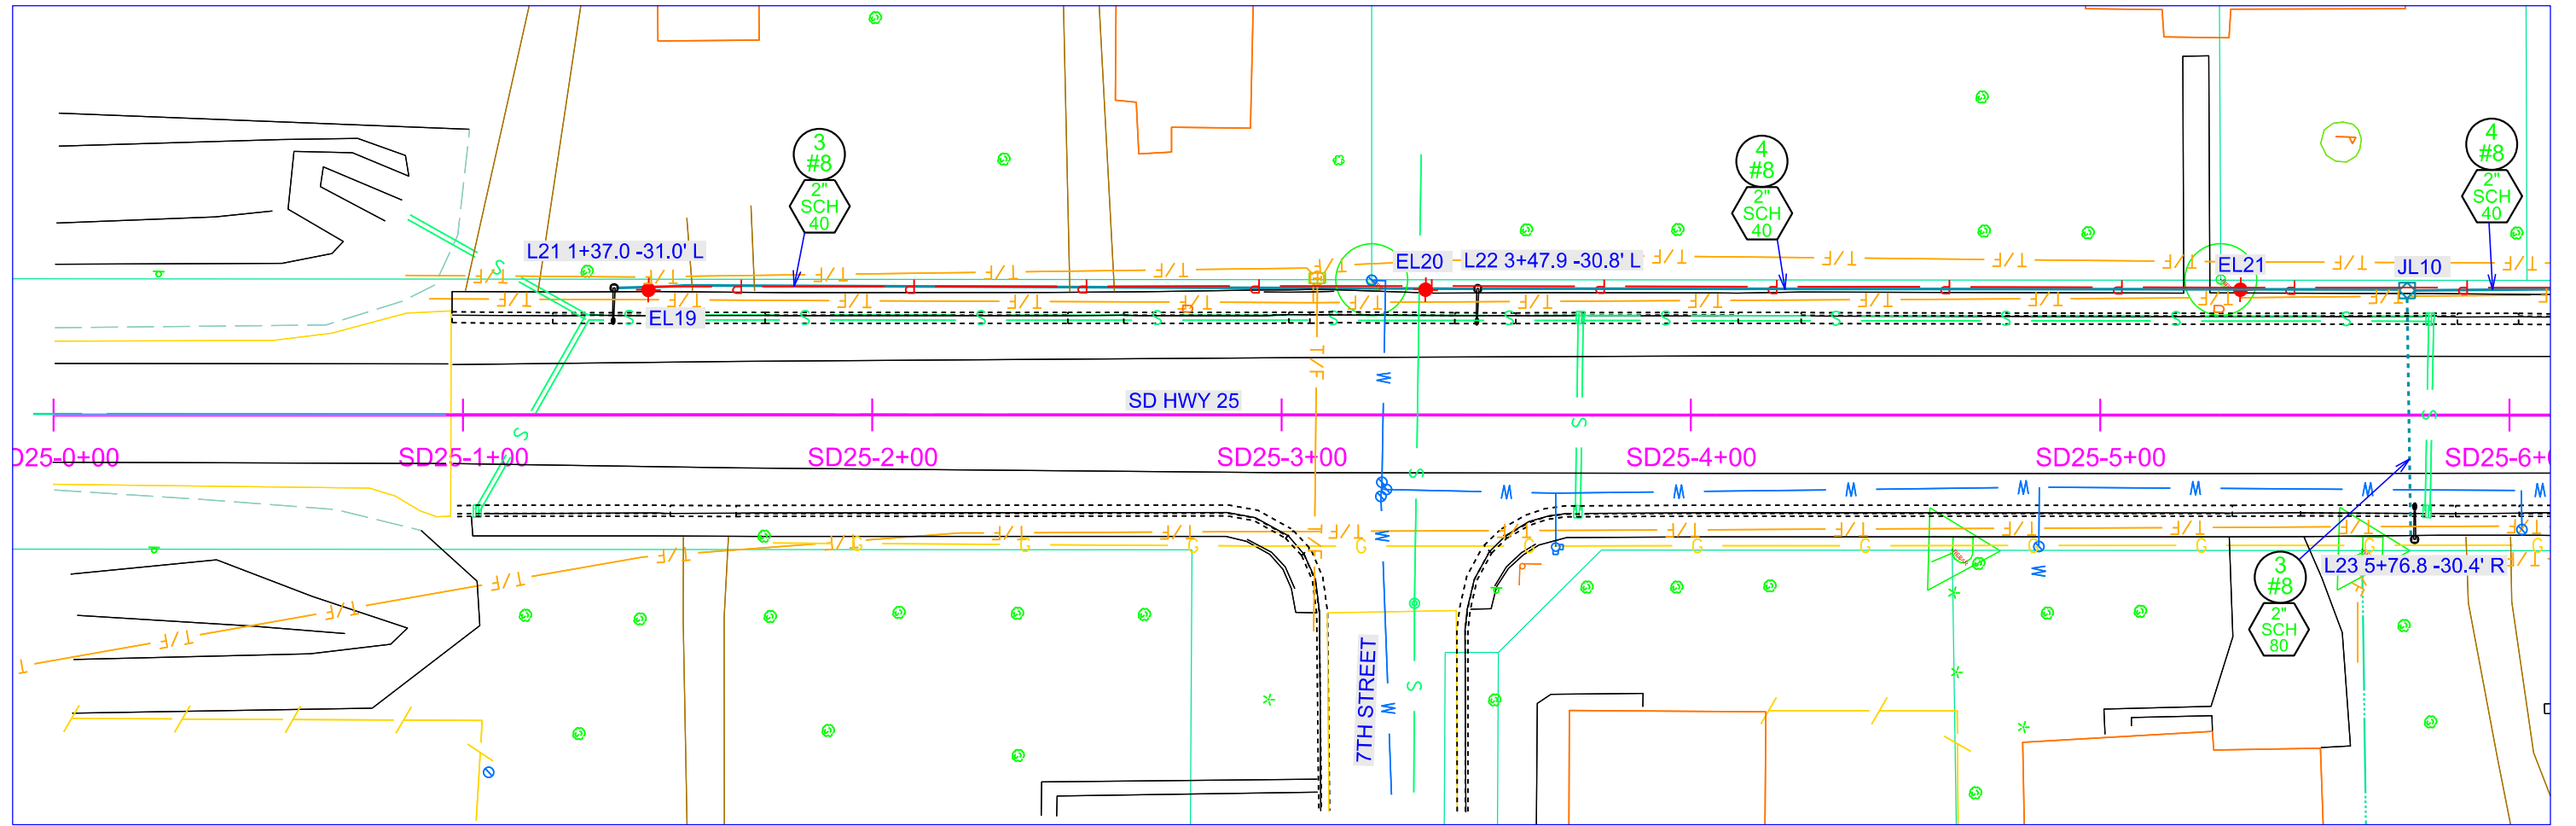 3
#8
2"
SCH
40
4
#8
2"
SCH
40
4
#8
2"
SCH
40
L21 1+37.0 -31.0' L
EL20
L22 3+47.9 -30.8' L
EL21
JL10
T/F T/F T/F T/F T/F T/F T/F T/F T/F T/F T/F T/F
P P P P P P P P P P
T/F T/F T/F T/F T/F T/F T/F T/F T/F T/F T/F
EL19
S S S S S S S S S S S
T/F
W
SD HWY 25
S
S
S
S
D25-0+00
SD25-1+00
SD25-2+00
SD25-3+00
SD25-4+00
SD25-5+00
SD25-6+0
S
W W W W W W W
T/F T/F T/F T/F T/F T/F T/F T/F T/F T/F
G G G G G G G
W
L23 5+76.8 -30.4' R
3
#8
2"
SCH
80
T/F
T/F
T/F
T/F
W
7TH STREET
S
W